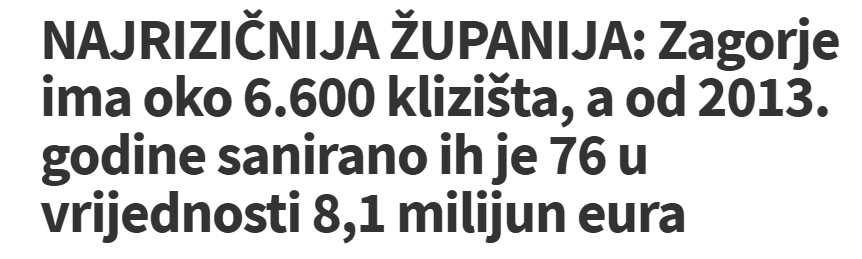 NAJRIZIČNIJA ŽUPANIJA: Zagorje
ima oko 6.600 klizišta, a od 2013.
godine sanirano ih je 76 u
vrijednosti 8,1 milijun eura